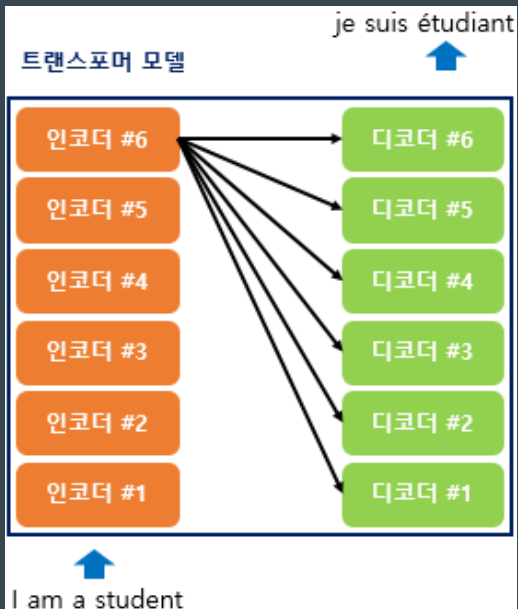 je suis étudiant
트랜스포머 모델
인코더 #6
디코더 #6
인코더 #5
디코더 #5
인코더 #4
디코더 #4
인코더 #3
디코더 #3
인코더 #2
디코더 #2
인코더 #1
디코더 #1
I am a student